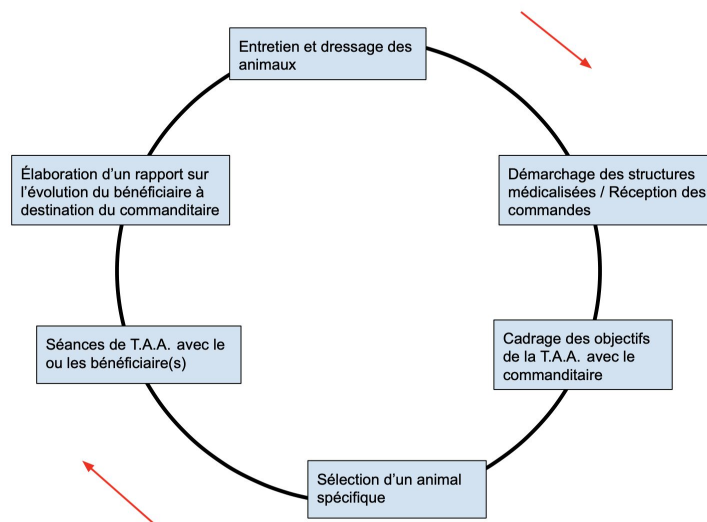 Entretien et dressage des
animaux
Démarchage des structures
médicalisées / Réception des
commandes
Cadrage des objectifs
de la T.A.A. avec le
commanditaire
Sélection d'un animal
spécifique
Séances de T.A.A. avec le
ou les bénéficiaire(s)
Élaboration d'un rapport sur
l'évolution du bénéficiaire à
destination du commanditaire